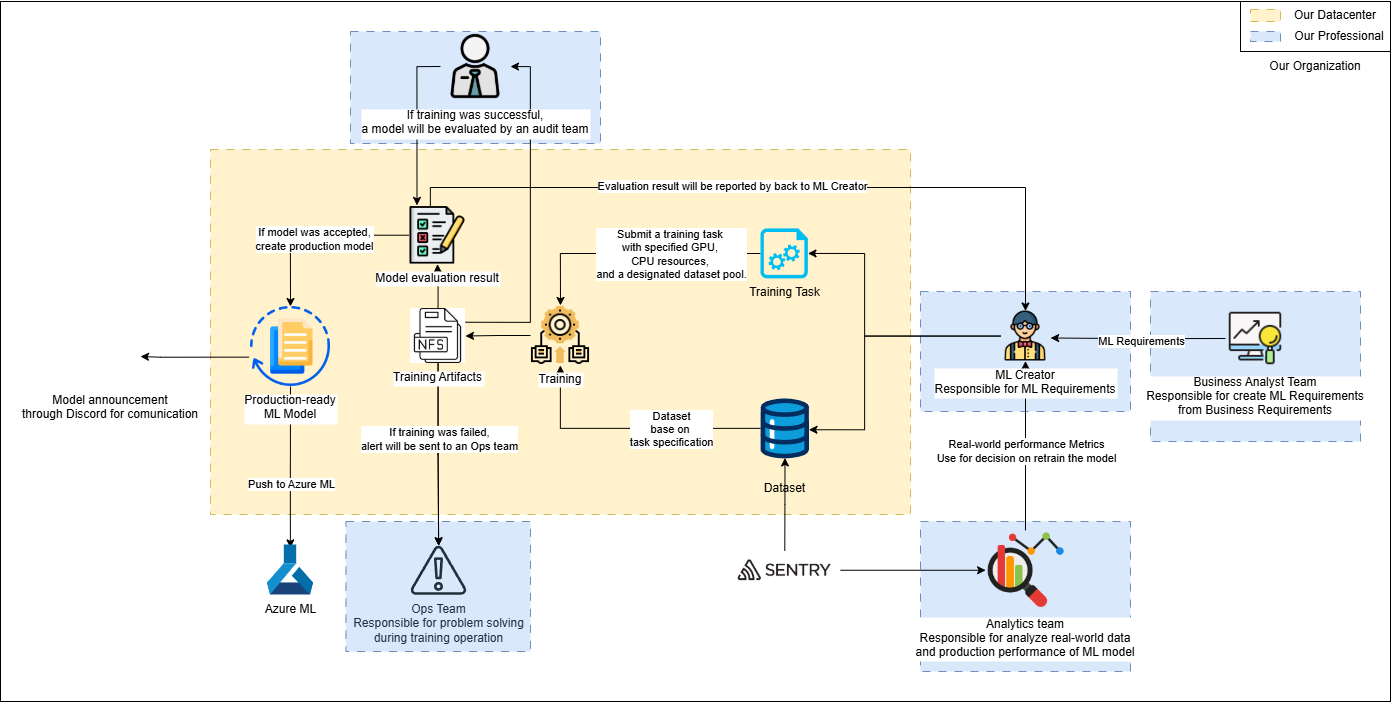 Our Datacenter
Our Professional
Our Organization
If training was successful,
a model will be evaluated by an audit team
Evaluation result will be reported by back to ML Creator
If model was accepted,
create production model
Model evaluation result
Submit a training task
with specified GPU,
CPU resources,
and a designated dataset pool.
Training Task
NFS
Training Artifacts
Training
ML Requirements
ML Creator
Responsible for ML Requirements
Business Analyst Team
Responsible for create ML Requirements
from Business Requirements
Model announcement
through Discord for comunication
Production-ready
ML Model
If training was failed,
alert will be sent to an Ops team
Dataset
base on
task specification
Dataset
Real-world performance Metrics
Use for decision on retrain the model
Push to Azure ML
SENTRY
Azure ML
Ops Team
Responsible for problem solving
during training operation
Analytics team
Responsible for analyze real-world data
and production performance of ML model